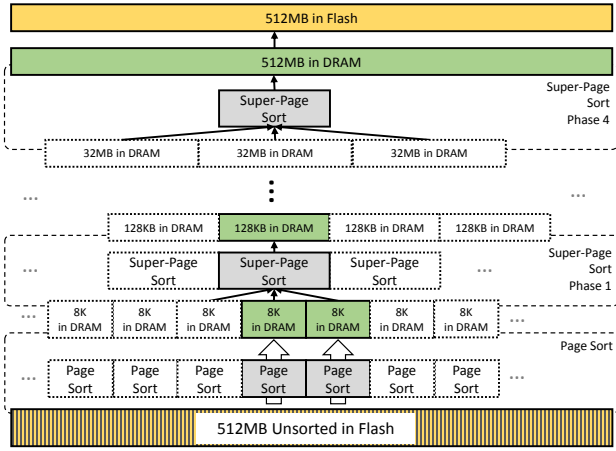 512MB in Flash
512MB in DRAM
Super-Page
Sort
Super-Page
Sort
Phase 4
32MB in DRAM 32MB in DRAM 32MB in DRAM
... ⋮ ...
128KB in DRAM 128KB in DRAM 128KB in DRAM 128KB in DRAM
... Super-Page Super-Page Super-Page ...
Sort Sort Sort
Super-Page
Sort
Phase 1
... 8K 8K 8K 8K 8K 8K 8K ...
in DRAM in DRAM in DRAM in DRAM in DRAM in DRAM in DRAM
Page Sort
... Page Page Page Page Page Page Page ...
Sort Sort Sort Sort Sort Sort Sort
512MB Unsorted in Flash